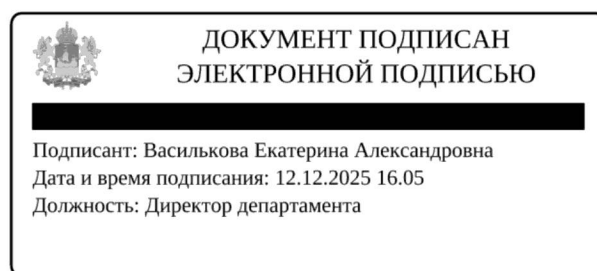 ДОКУМЕНТ ПОДПИСАН
ЭЛЕКТРОННОЙ ПОДПИСЬЮ
Подписант: Василькова Екатерина Александровна
Дата и время подписания: 12.12.2025 16.05
Должность: Директор департамента